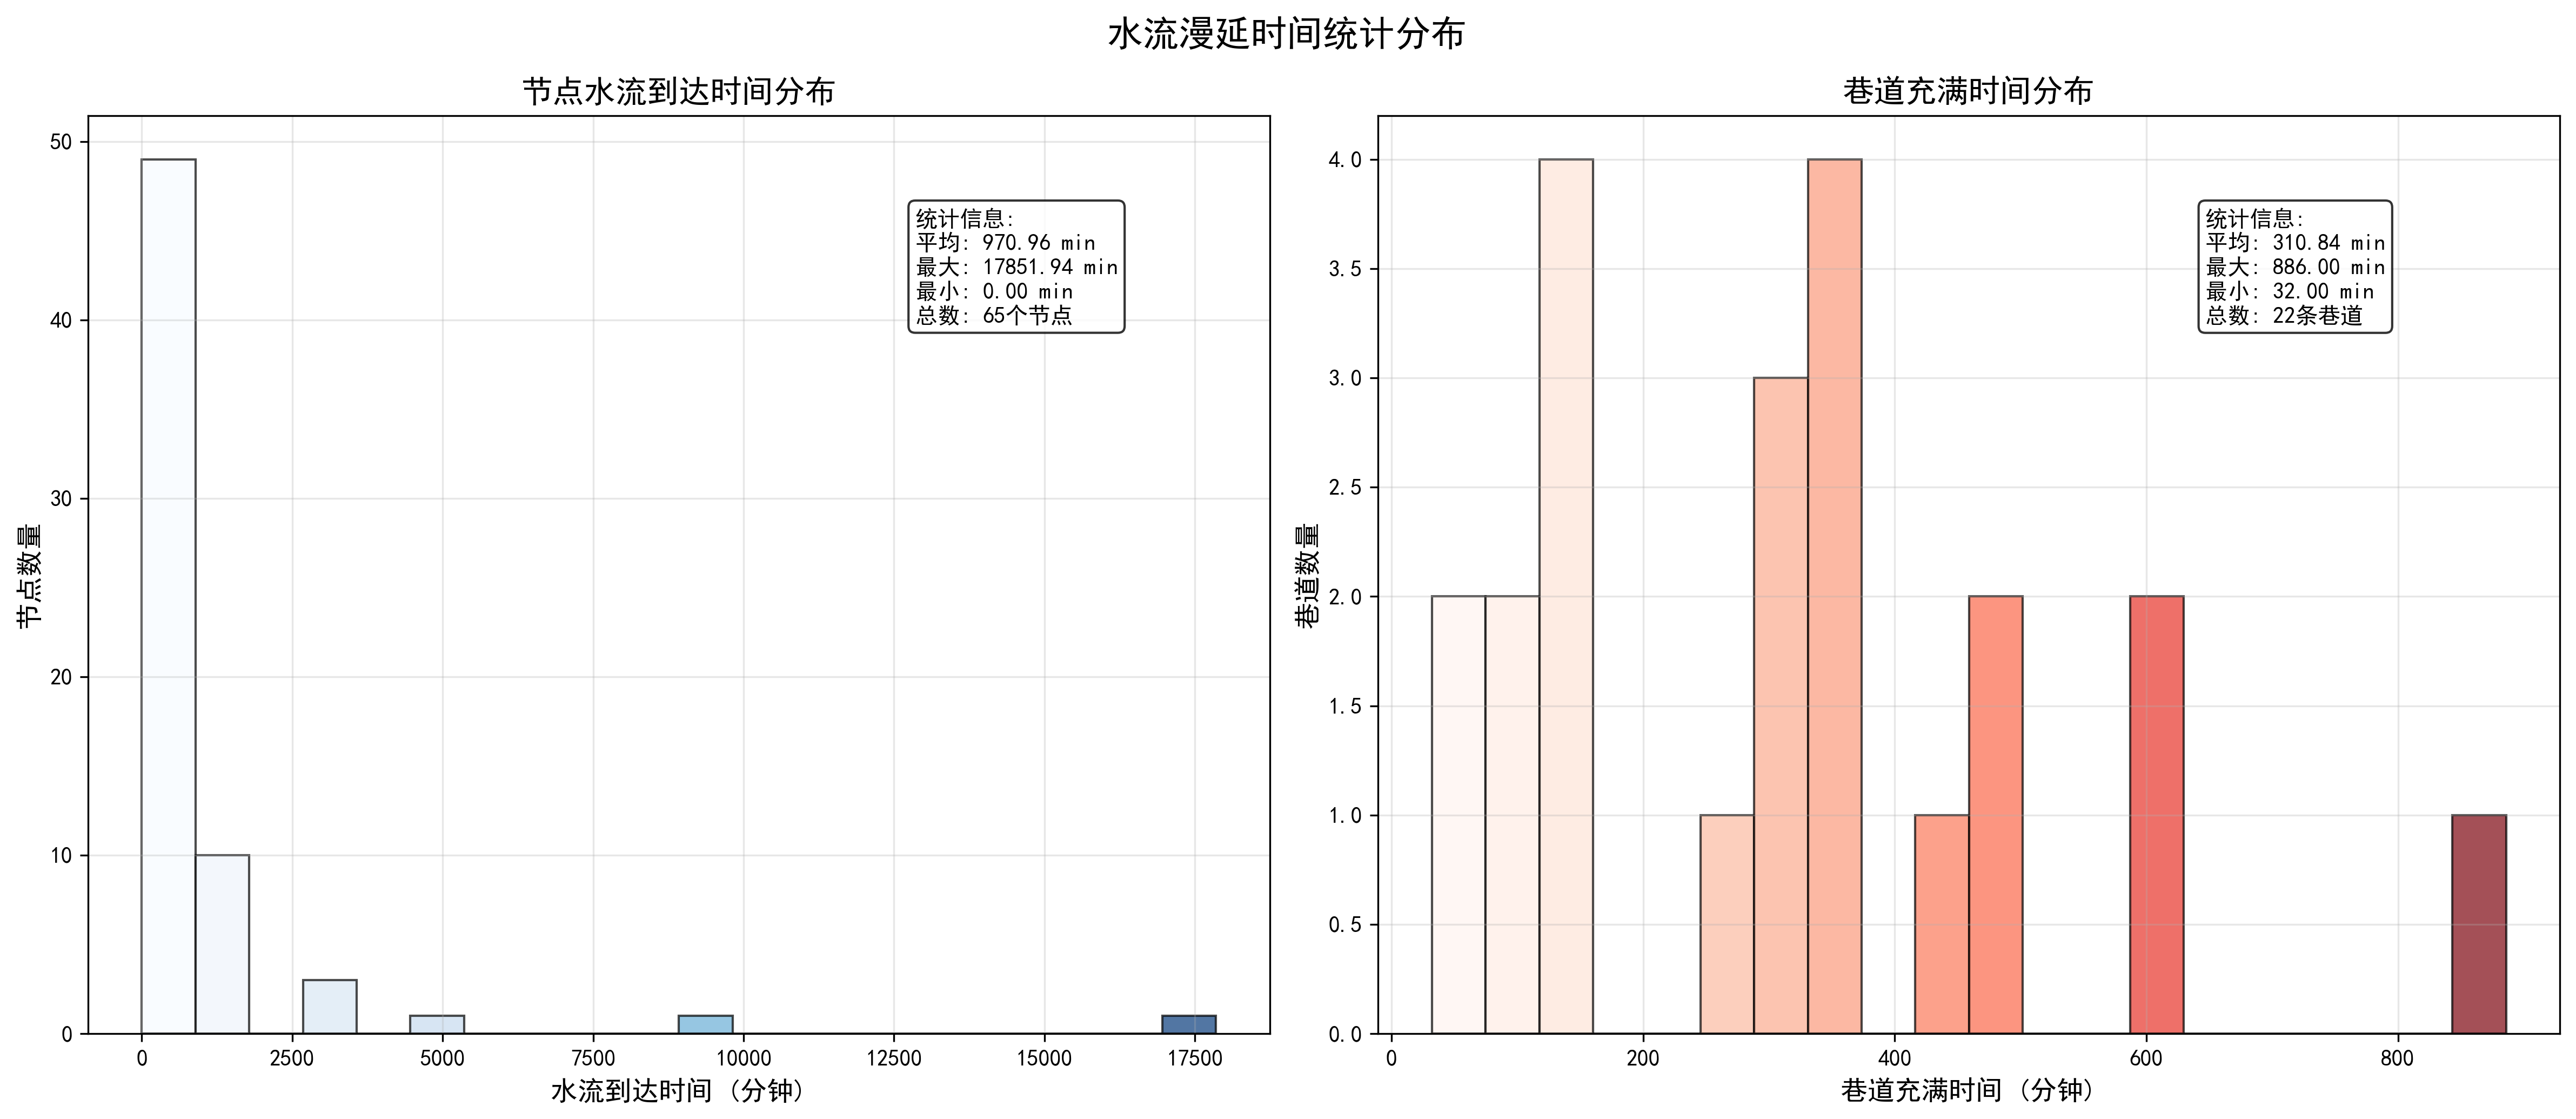 水流漫延时间统计分布
节点水流到达时间分布
50
40
30
20
10
0
节点数量
统计信息:
平均: 970.96 min
最大: 17851.94 min
最小: 0.00 min
总数: 65个节点
0 2500 5000 7500 10000 12500 15000 17500
水流到达时间 (分钟)
巷道充满时间分布
4.0
3.5
3.0
2.5
2.0
1.5
1.0
0.5
0.0
巷道数量
统计信息:
平均: 310.84 min
最大: 886.00 min
最小: 32.00 min
总数: 22条巷道
0 200 400 600 800
巷道充满时间 (分钟)